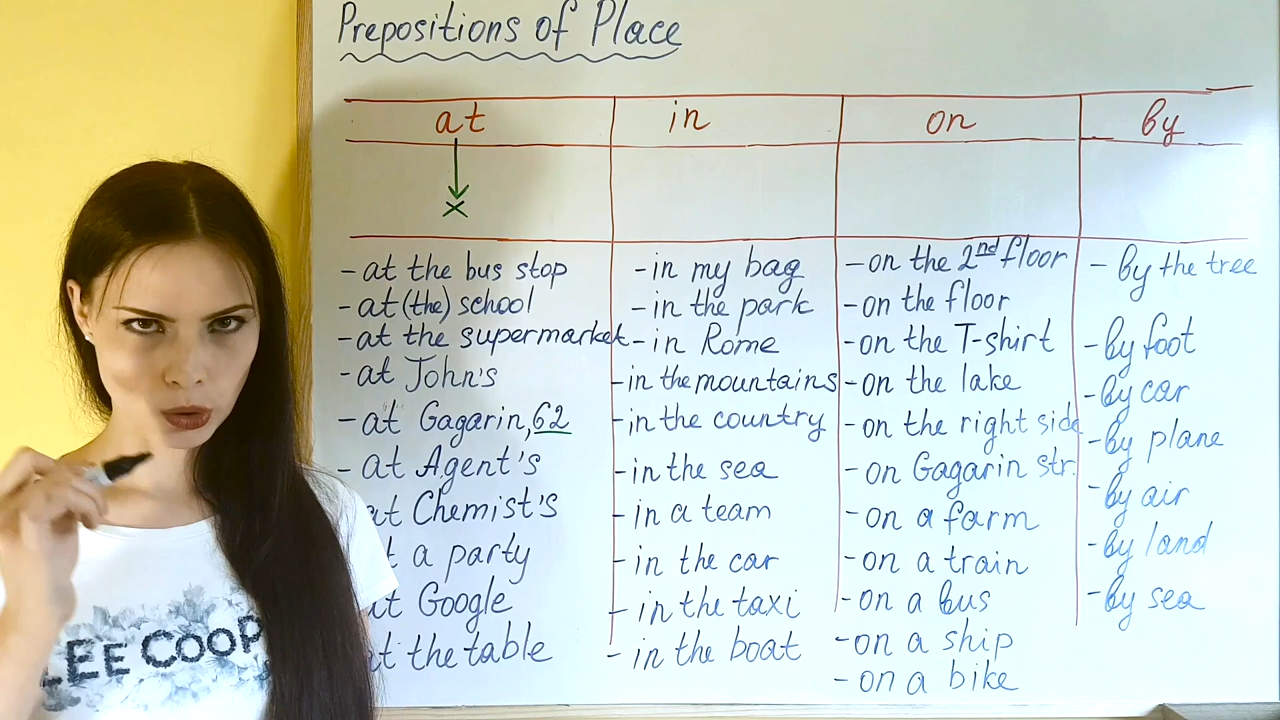 Prepositions of Place
at in on by
- at the bus stop
- at (the) school
- at the supermarket
- at John's
- at Gagarin, 62
- at Agent's
at Chemist's
t a party
at Google
at the table
- in my bag
- in the park
- in Rome
- in the mountains
- in the country
- in the sea
- in a team
- in the car
- in the taxi
- in the boat
- on the 2nd floor
- on the floor
- on the T-shirt
- on the lake
- on the right side
- on Gagarin str.
- on a farm
- on a train
- on a bus
- on a ship
- on a bike
- by the tree
- by foot
- by car
- by plane
- by air
- by land
- by sea
LEE COOP